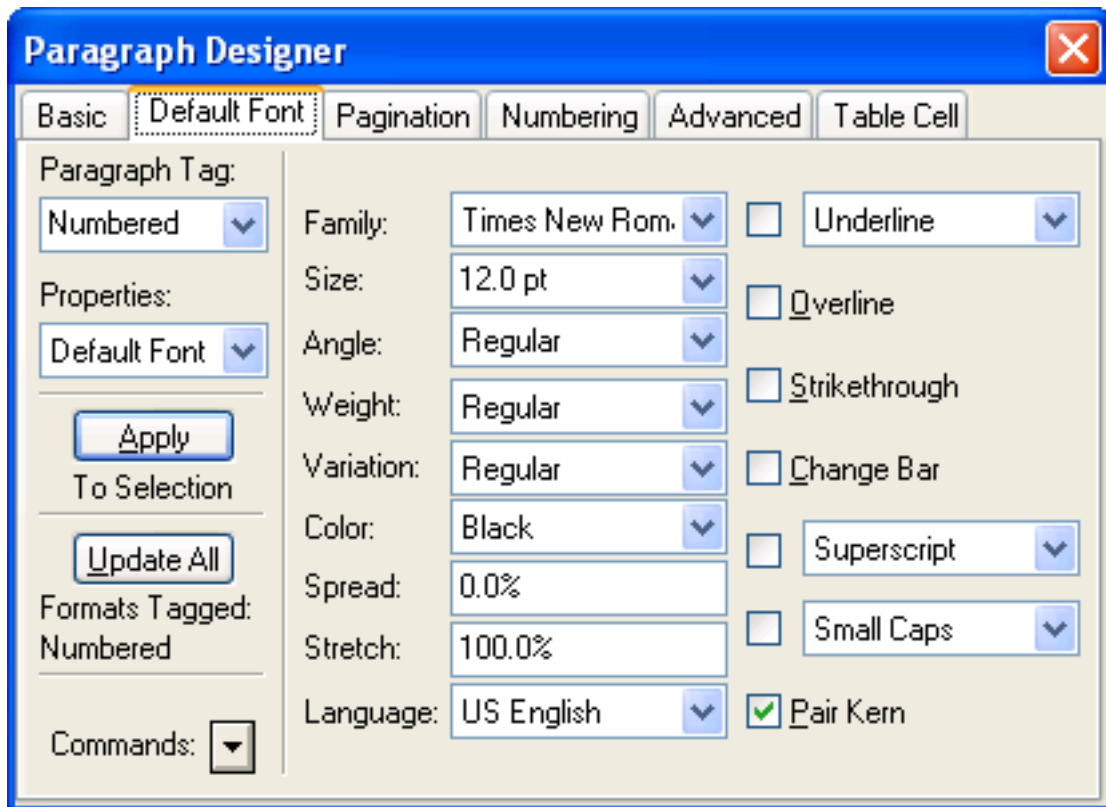 Paragraph Designer
Basic Default Font Pagination Numbering Advanced Table Cell
Paragraph Tag:
Numbered
Properties:
Default Font
Apply
To Selection
Update All
Formats Tagged:
Numbered
Commands:
Family: Times New Rom
Size: 12.0 pt
Angle: Regular
Weight: Regular
Variation: Regular
Color: Black
Spread: 0.0%
Stretch: 100.0%
Language: US English
Underline
Overline
Strikethrough
Change Bar
Superscript
Small Caps
Pair Kern